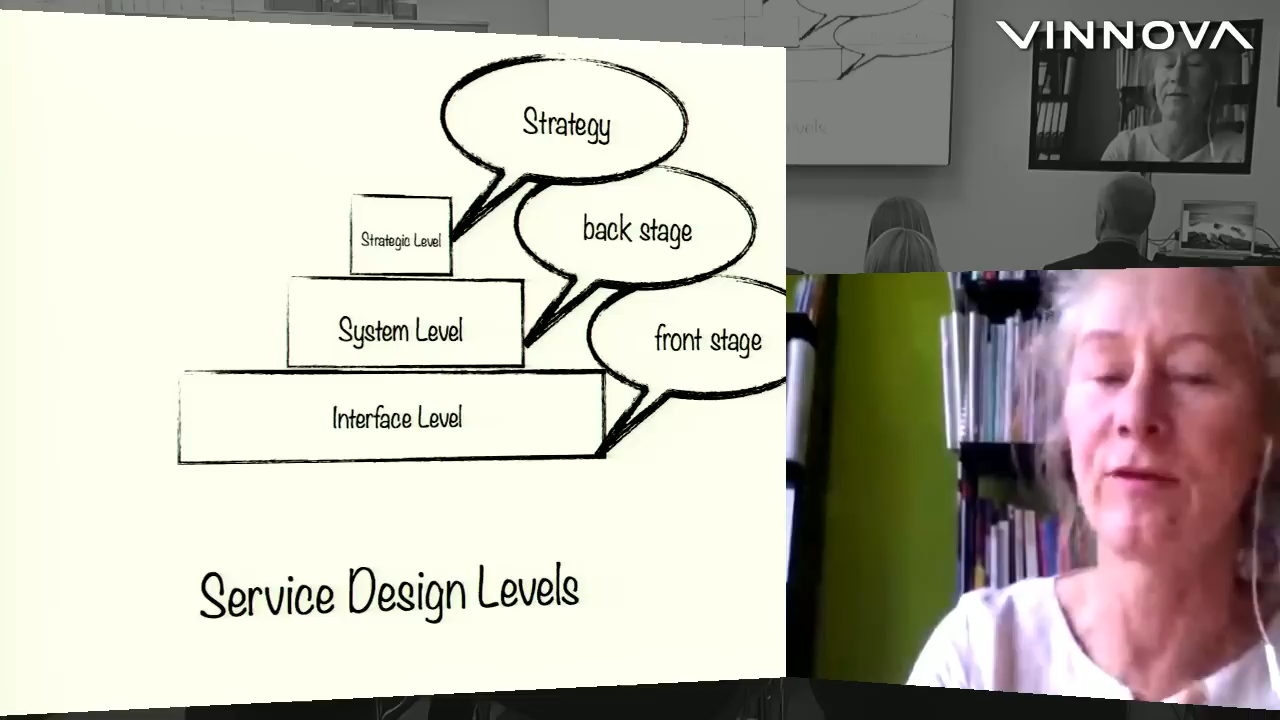 VINNOVA
Strategy
back stage
front stage
Strategic Level
System Level
Interface Level
Service Design Levels